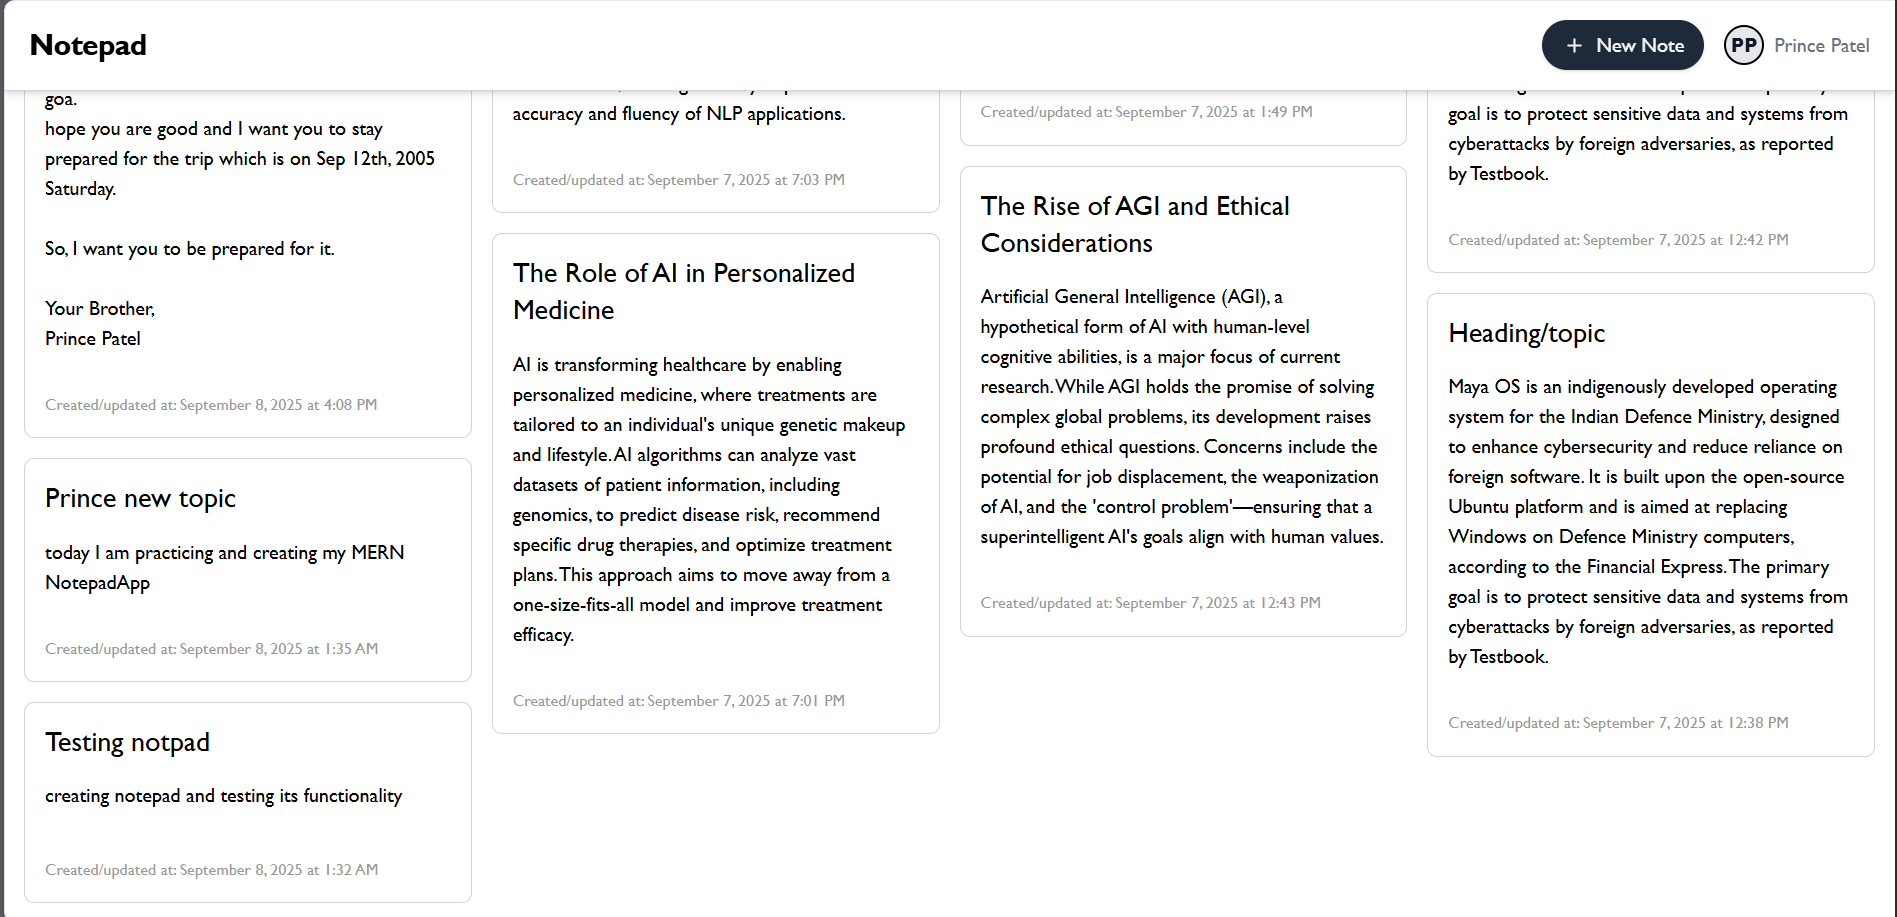 Notepad
+ New Note
PP
Prince Patel
goa.
hope you are good and I want you to stay
prepared for the trip which is on Sep 12th, 2005
Saturday.
So, I want you to be prepared for it.
Your Brother,
Prince Patel
Created/updated at: September 8, 2025 at 4:08 PM
Prince new topic
today I am practicing and creating my MERN
NotepadApp
Created/updated at: September 8, 2025 at 1:35 AM
Testing notpad
creating notepad and testing its functionality
Created/updated at: September 8, 2025 at 1:32 AM
accuracy and fluency of NLP applications.
Created/updated at: September 7, 2025 at 7:03 PM
The Role of AI in Personalized
Medicine
AI is transforming healthcare by enabling
personalized medicine, where treatments are
tailored to an individual's unique genetic makeup
and lifestyle. AI algorithms can analyze vast
datasets of patient information, including
genomics, to predict disease risk, recommend
specific drug therapies, and optimize treatment
plans. This approach aims to move away from a
one-size-fits-all model and improve treatment
efficacy.
Created/updated at: September 7, 2025 at 7:01 PM
Created/updated at: September 7, 2025 at 1:49 PM
The Rise of AGI and Ethical
Considerations
Artificial General Intelligence (AGI), a
hypothetical form of AI with human-level
cognitive abilities, is a major focus of current
research. While AGI holds the promise of solving
complex global problems, its development raises
profound ethical questions. Concerns include the
potential for job displacement, the weaponization
of AI, and the 'control problem'—ensuring that a
superintelligent AI's goals align with human values.
Created/updated at: September 7, 2025 at 12:43 PM
goal is to protect sensitive data and systems from
cyberattacks by foreign adversaries, as reported
by Testbook.
Created/updated at: September 7, 2025 at 12:42 PM
Heading/topic
Maya OS is an indigenously developed operating
system for the Indian Defence Ministry, designed
to enhance cybersecurity and reduce reliance on
foreign software. It is built upon the open-source
Ubuntu platform and is aimed at replacing
Windows on Defence Ministry computers,
according to the Financial Express. The primary
goal is to protect sensitive data and systems from
cyberattacks by foreign adversaries, as reported
by Testbook.
Created/updated at: September 7, 2025 at 12:38 PM